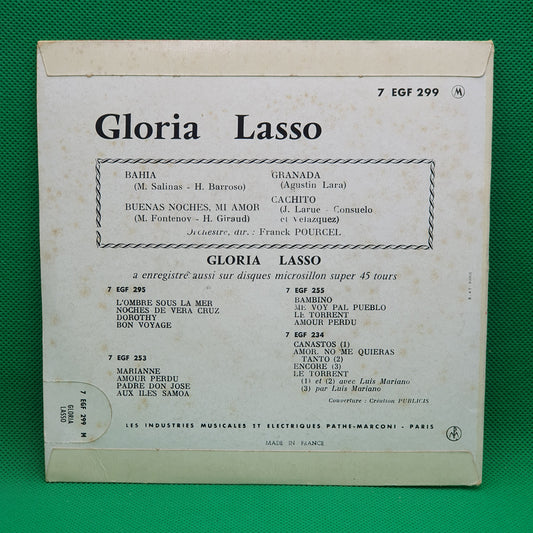 7 EGF 299 M
Gloria Lasso
BAHIA
(M. Salinas - H. Barroso)
BUENAS NOCHES, MI AMOR
(M. Fontenoy - H. Giraud)
GRANADA
(Agustin Lara)
CACHITO
(J. Larue - Consuelo
et Velazquez)
Orchestre, dir. : Franck POURCEL
GLORIA LASSO
a enregistré aussi sur disques microsillon super 45 tours
7 EGF 295
L'OMBRE SOUS LA MER
NOCHES DE VERA CRUZ
DOROTHY
BON VOYAGE
7 EGF 253
MARIANNE
AMOUR PERDU
PADRE DON JOSE
AUX ILES SAMOA
7 EGF 255
BAMBINO
ME VOY PAL PUEBLO
LE TORRENT
AMOUR PERDU
7 EGF 234
CANASTOS (1)
AMOR, NO ME QUIERAS
TANTO (2)
ENCORE (3)
LE TORRENT
(1) et (2) avec Luis Mariano
(3) par Luis Mariano
Couverture : Création PUBLICIS
7 EGF 299 M
GLORIA
LASSO
LES INDUSTRIES MUSICALES ET ELECTRIQUES PATHE-MARCONI - PARIS
MADE IN FRANCE